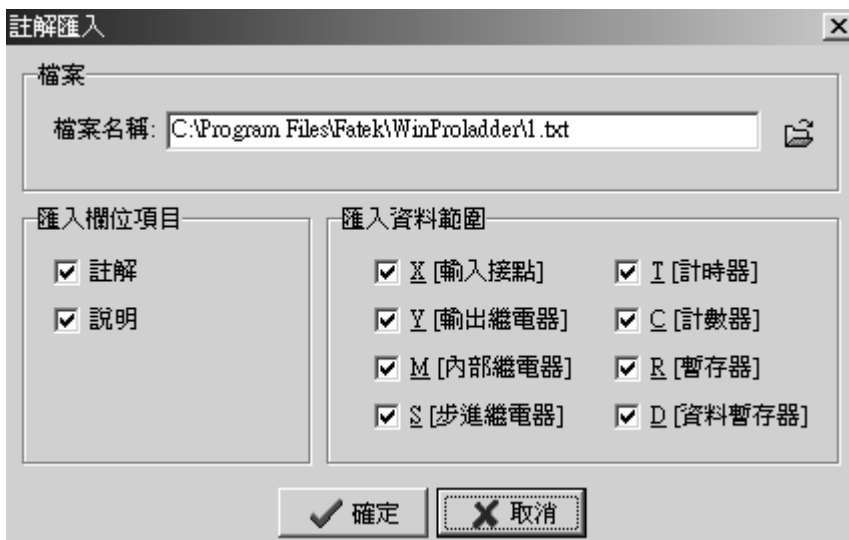 註解匯入
檔案
檔案名稱: C:\Program Files\Fatek\WinProladder\1.txt
匯入欄位項目
註解
說明
匯入資料範圍
X [輸入接點]
T [計時器]
Y [輸出繼電器]
C [計數器]
M [內部繼電器]
R [暫存器]
S [步進繼電器]
D [資料暫存器]
確定
取消